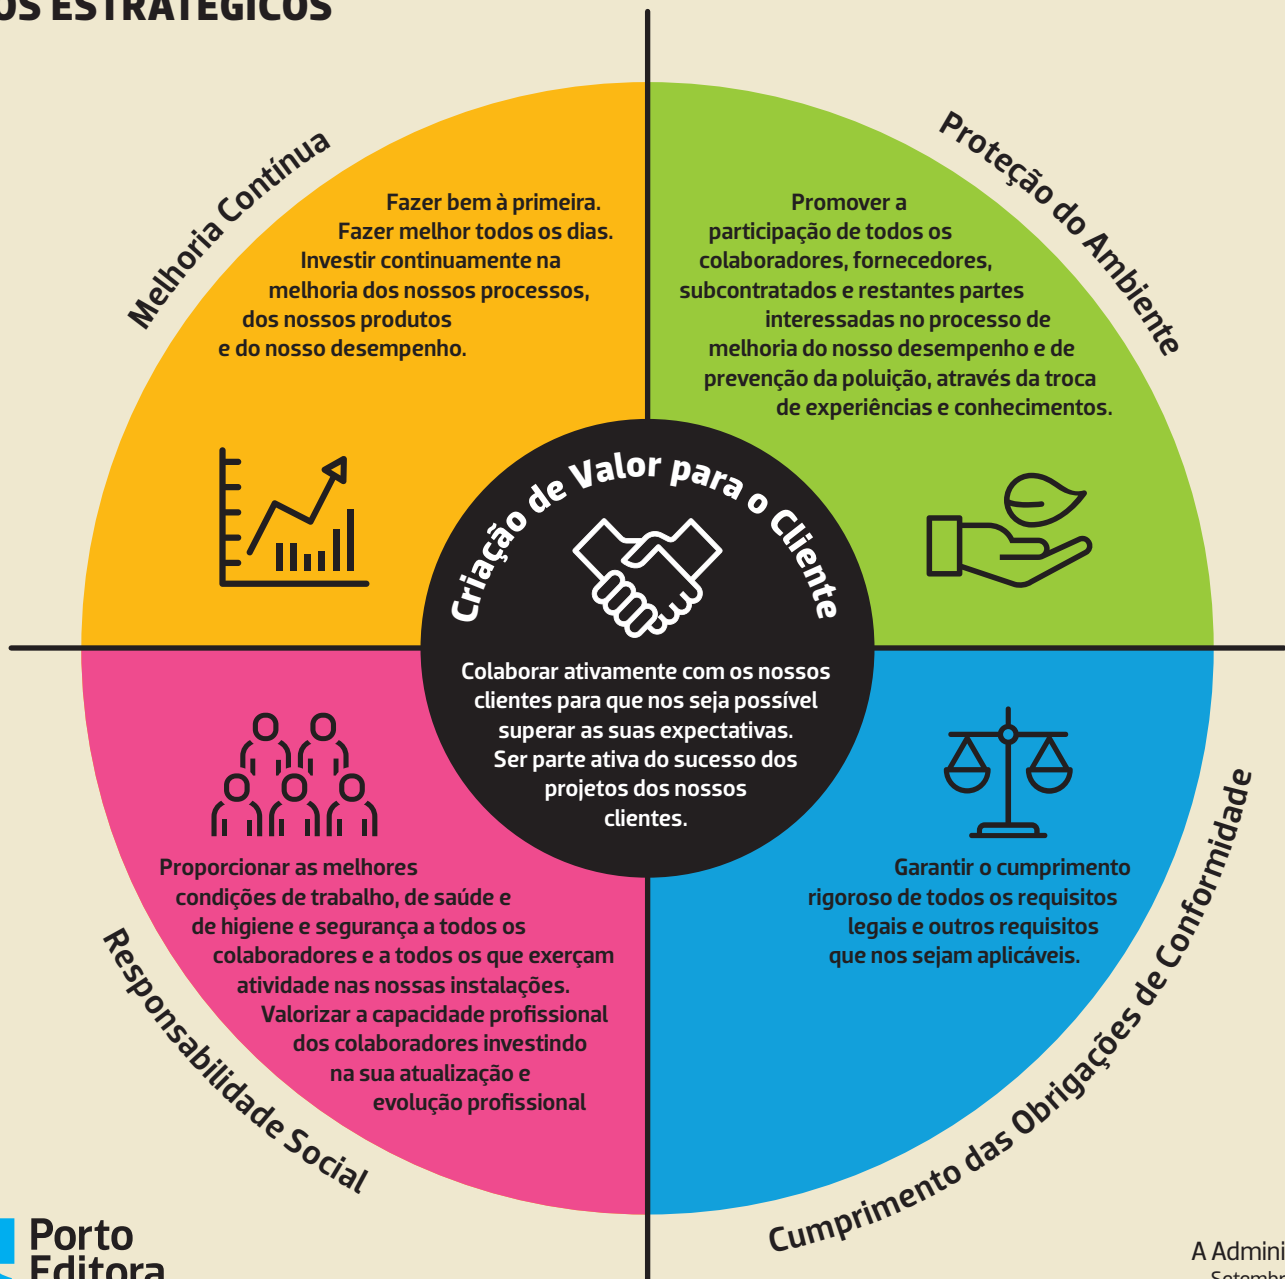 ESTRATÉGICOS
Melhoria Contínua
Fazer bem à primeira.
Fazer melhor todos os dias.
Investir continuamente na
melhoria dos nossos processos,
dos nossos produtos
e do nosso desempenho.
Proteção do Ambiente
Promover a
participação de todos os
colaboradores, fornecedores,
subcontratados e restantes partes
interessadas no processo de
melhoria do nosso desempenho e de
prevenção da poluição, através da troca
de experiências e conhecimentos.
Criação de Valor para o Cliente
Colaborar ativamente com os nossos
clientes para que nos seja possível
superar as suas expectativas.
Ser parte ativa do sucesso dos
projetos dos nossos
clientes.
Responsabilidade Social
Proporcionar as melhores
condições de trabalho, de saúde e
de higiene e segurança a todos os
colaboradores e a todos os que exerçam
atividade nas nossas instalações.
Valorizar a capacidade profissional
dos colaboradores investindo
na sua atualização e
evolução profissional
Cumprimento das Obrigações de Conformidade
Garantir o cumprimento
rigoroso de todos os requisitos
legais e outros requisitos
que nos sejam aplicáveis.
Porto
Editora
A